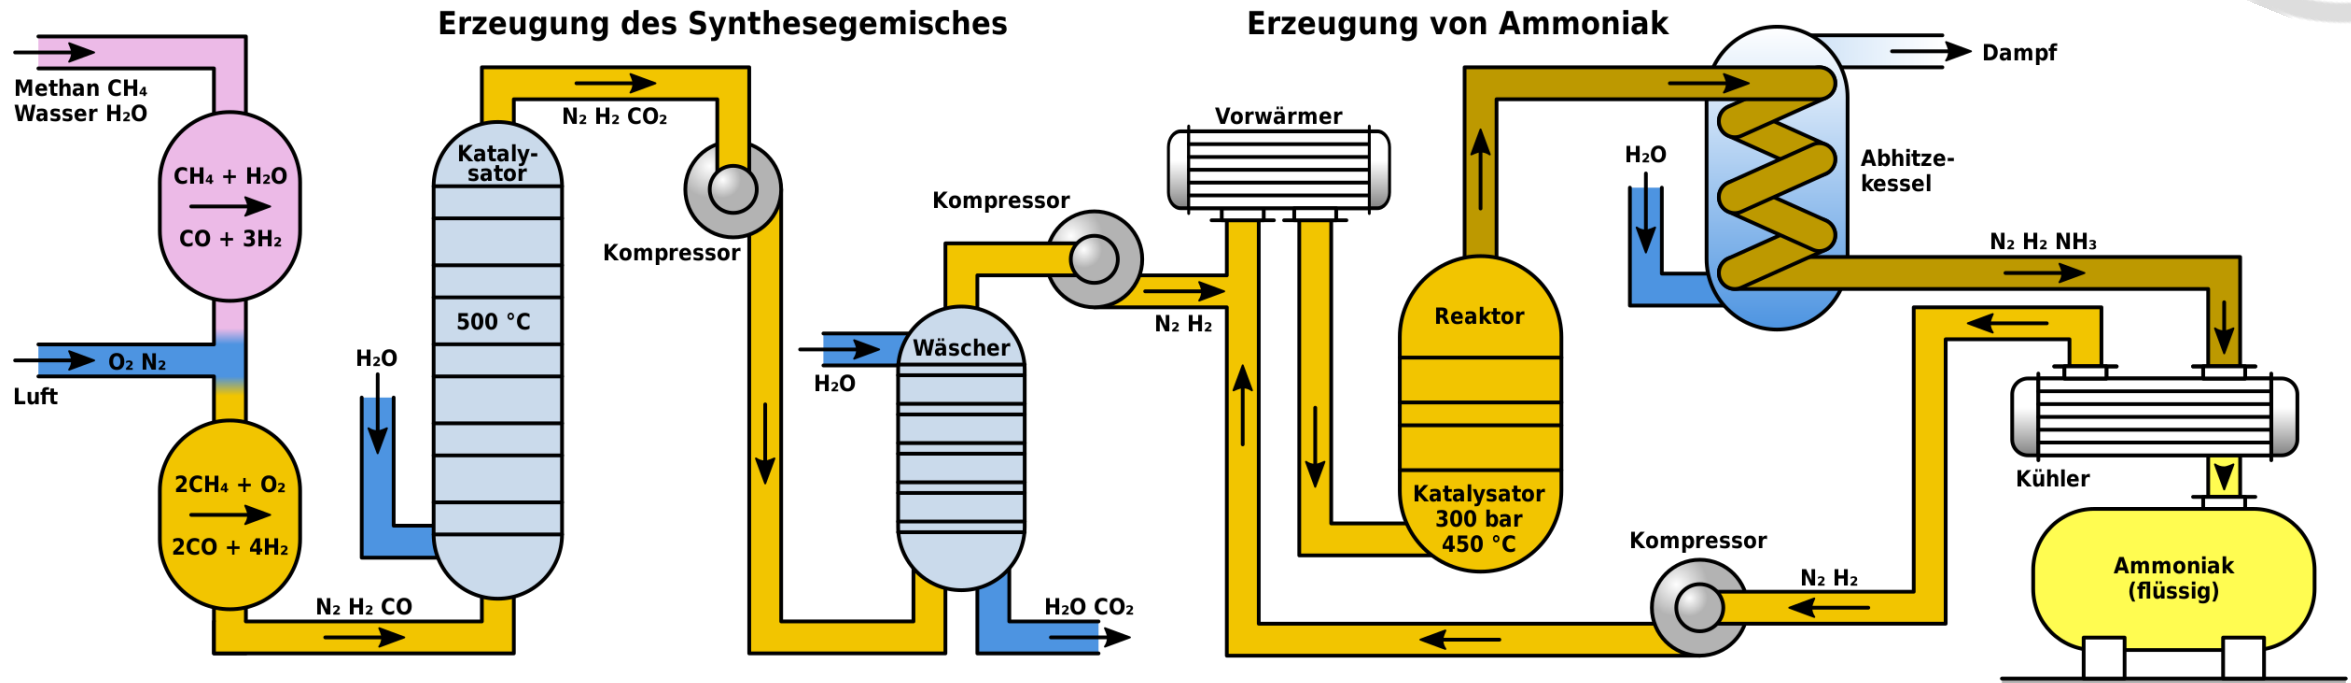 Erzeugung des Synthesegemisches
Erzeugung von Ammoniak
Methan CH₄
Wasser H₂O
CH₄ + H₂O
CO + 3H₂
O₂ N₂
Luft
2CH₄ + O₂
2CO + 4H₂
N₂ H₂ CO
H₂O
Kataly-
sator
500 °C
N₂ H₂ CO₂
Kompressor
H₂O
Wäscher
H₂O CO₂
Kompressor
N₂ H₂
Vorwärmer
Reaktor
Katalysator
300 bar
450 °C
H₂O
Dampf
Abhitze-
kessel
N₂ H₂ NH₃
Kühler
Kompressor
N₂ H₂
Ammoniak
(flüssig)